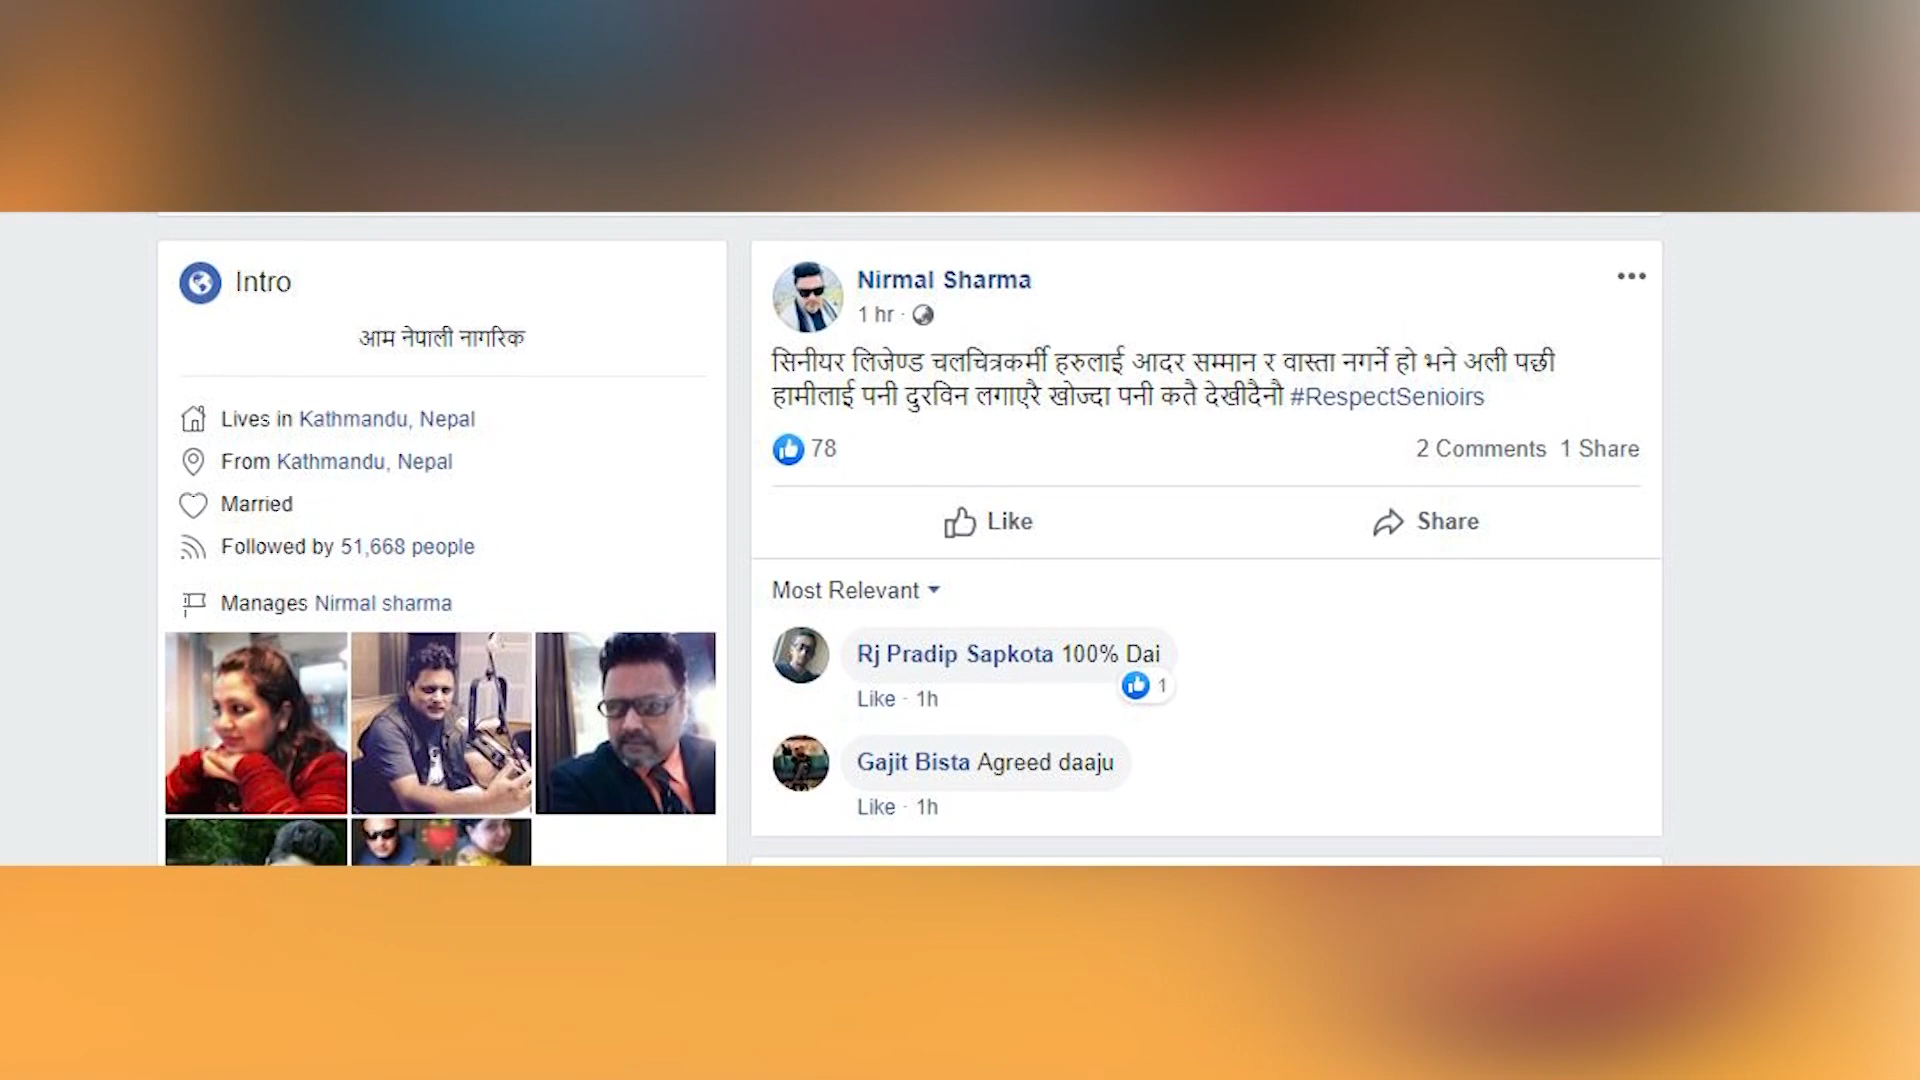 Intro
आम नेपाली नागरिक
Lives in Kathmandu, Nepal
From Kathmandu, Nepal
Married
Followed by 51,668 people
Manages Nirmal sharma
Nirmal Sharma
1 hr ·
सिनीयर लिजेण्ड चलचित्रकर्मी हरुलाई आदर सम्मान र वास्ता नगर्ने हो भने अली पछी
हामीलाई पनी दुरविन लगाएरै खोज्दा पनी कतै देखीदैनौ #RespectSenioirs
78
2 Comments 1 Share
Like
Share
Most Relevant
Rj Pradip Sapkota 100% Dai
1
Like · 1h
Gajit Bista Agreed daaju
Like · 1h